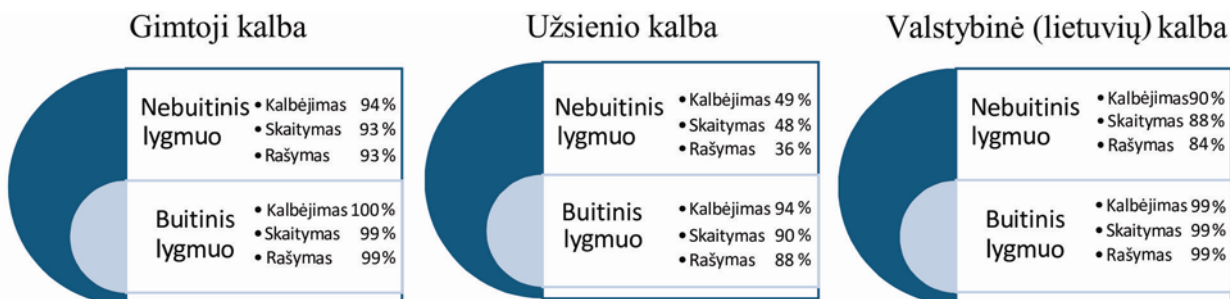 Gimtoji kalba
Nebuitinis lygmuo
• Kalbėjimas 94 %
• Skaitymas 93 %
• Rašymas 93 %
Buitinis lygmuo
• Kalbėjimas 100 %
• Skaitymas 99 %
• Rašymas 99 %
Užsienio kalba
Nebuitinis lygmuo
• Kalbėjimas 49 %
• Skaitymas 48 %
• Rašymas 36 %
Buitinis lygmuo
• Kalbėjimas 94 %
• Skaitymas 90 %
• Rašymas 88 %
Valstybinė (lietuvių) kalba
Nebuitinis lygmuo
• Kalbėjimas 90 %
• Skaitymas 88 %
• Rašymas 84 %
Buitinis lygmuo
• Kalbėjimas 99 %
• Skaitymas 99 %
• Rašymas 99 %